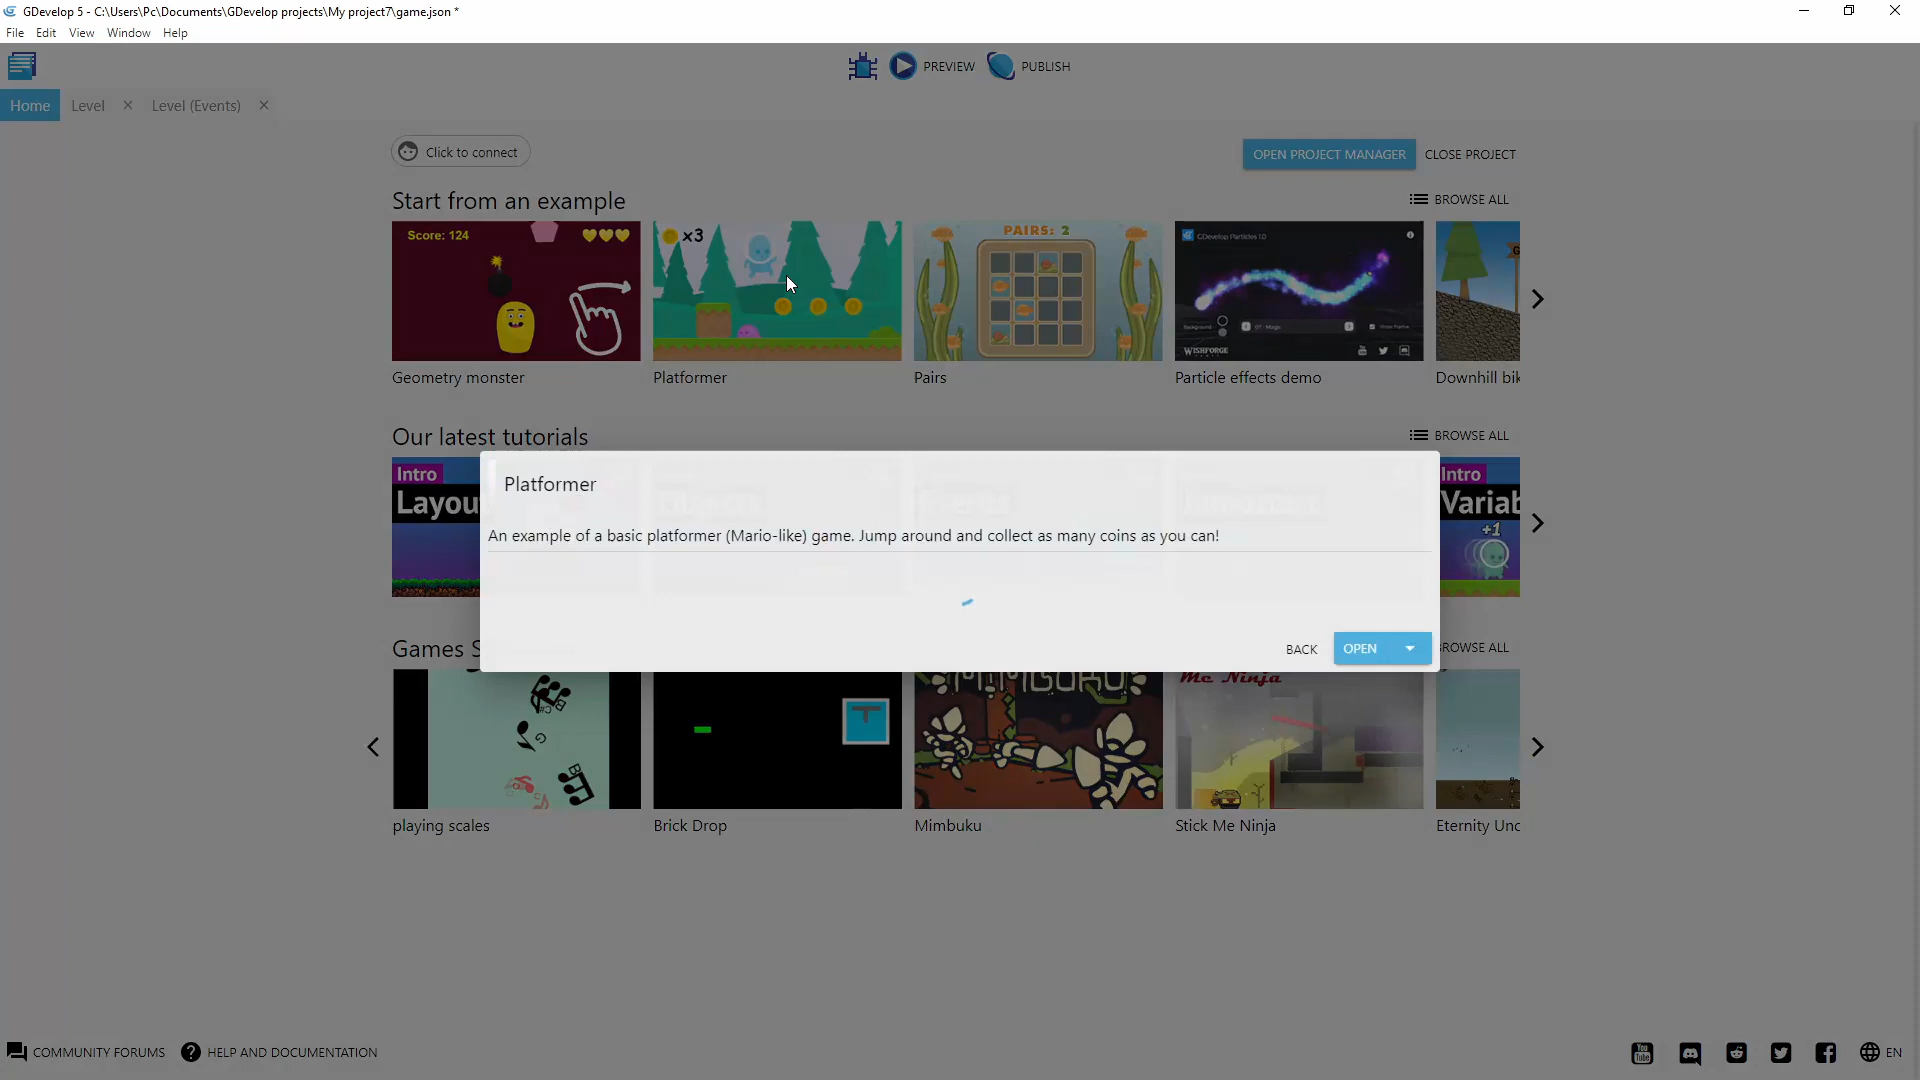 GDevelop 5 - C:\Users\Pc\Documents\GDevelop projects\My project7\game.json *
File Edit View Window Help
PREVIEW PUBLISH
Home Level Level (Events)
Click to connect
OPEN PROJECT MANAGER CLOSE PROJECT
Start from an example
BROWSE ALL
Score: 124
x3
PAIRS: 2
GDevelop Particles 1.0
WISHFORGE
Geometry monster
Platformer
Pairs
Particle effects demo
Downhill bik
Our latest tutorials
BROWSE ALL
Intro
Layou
Intro
Variab
+1
Platformer
An example of a basic platformer (Mario-like) game. Jump around and collect as many coins as you can!
BACK OPEN
Games S
ROWSE ALL
Me Ninja
playing scales
Brick Drop
Mimbuku
Stick Me Ninja
Eternity Unc
COMMUNITY FORUMS
HELP AND DOCUMENTATION
EN